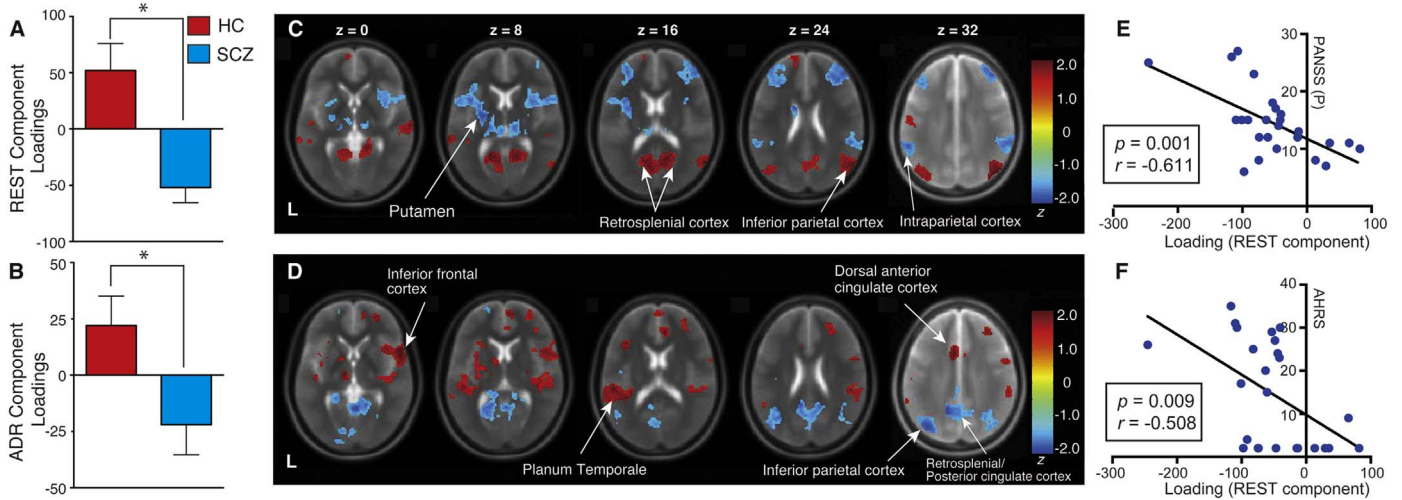 A
*
HC
SCZ
REST Component
Loadings
100
50
0
-50
-100
B
*
ADR Component
Loadings
50
25
0
-25
-50
C
z = 0
z = 8
z = 16
z = 24
z = 32
2.0
1.0
0
-1.0
-2.0
z
L
Putamen
Retrosplenial cortex
Inferior parietal cortex
Intraparietal cortex
D
Inferior frontal
cortex
Dorsal anterior
cingulate cortex
2.0
1.0
0
-1.0
-2.0
z
L
Planum Temporale
Inferior parietal cortex
Retrosplenial/
Posterior cingulate cortex
E
PANSS (P)
30
20
10
p = 0.001
r = -0.611
-300
-200
-100
0
100
Loading (REST component)
F
AHRS
40
30
20
10
p = 0.009
r = -0.508
-300
-200
-100
0
100
Loading (REST component)